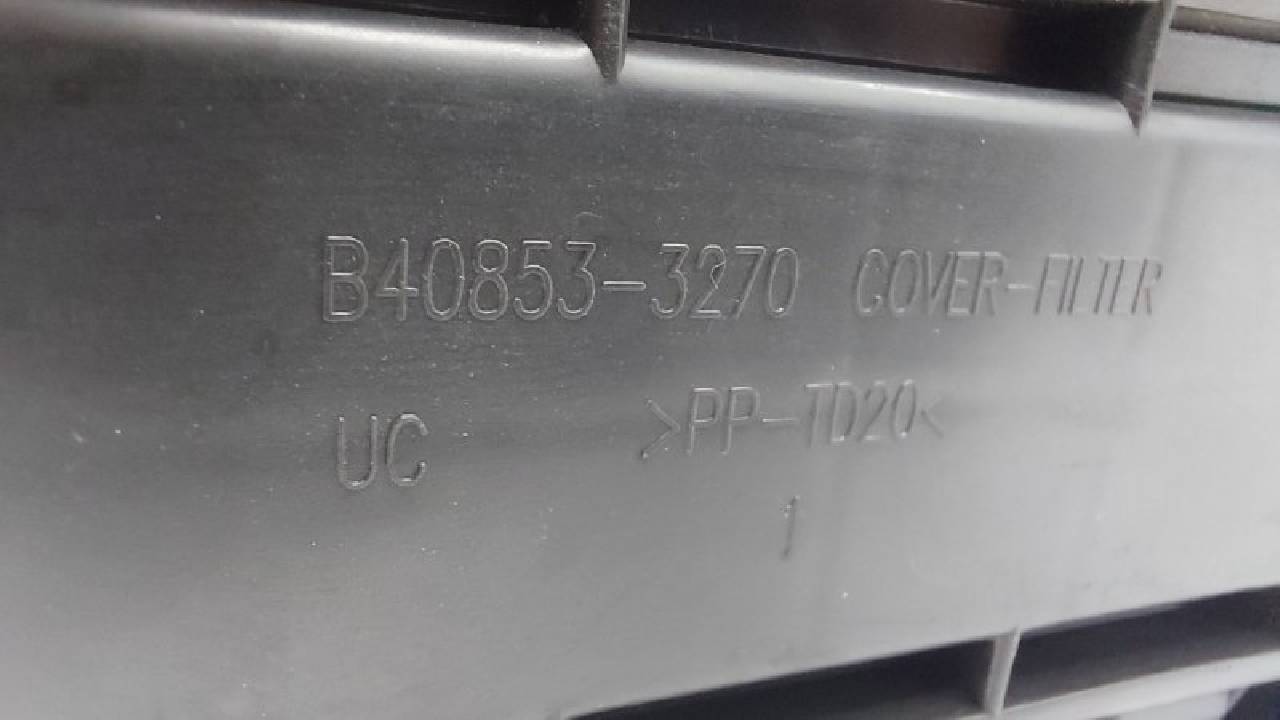 B40853-3270 COVER-FILTER
UC >PP-TD20<
1